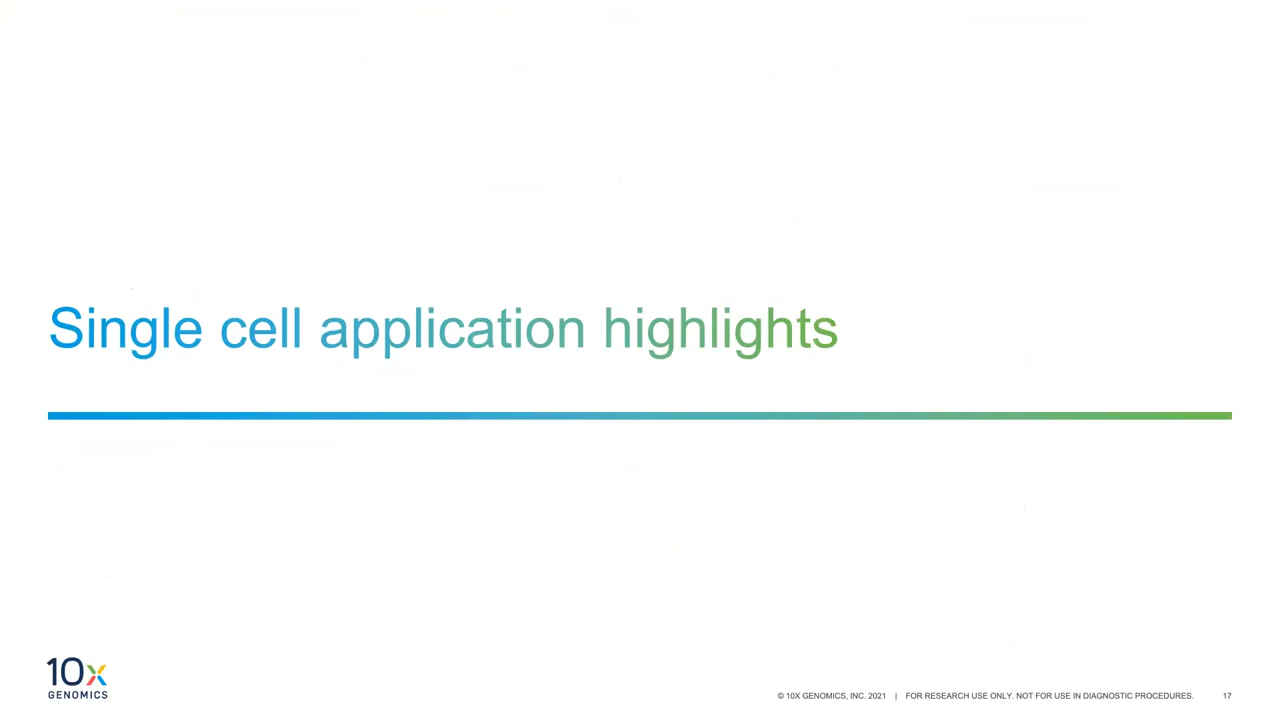 Single cell application highlights
10x
GENOMICS
© 10X GENOMICS, INC. 2021 | FOR RESEARCH USE ONLY. NOT FOR USE IN DIAGNOSTIC PROCEDURES. 17